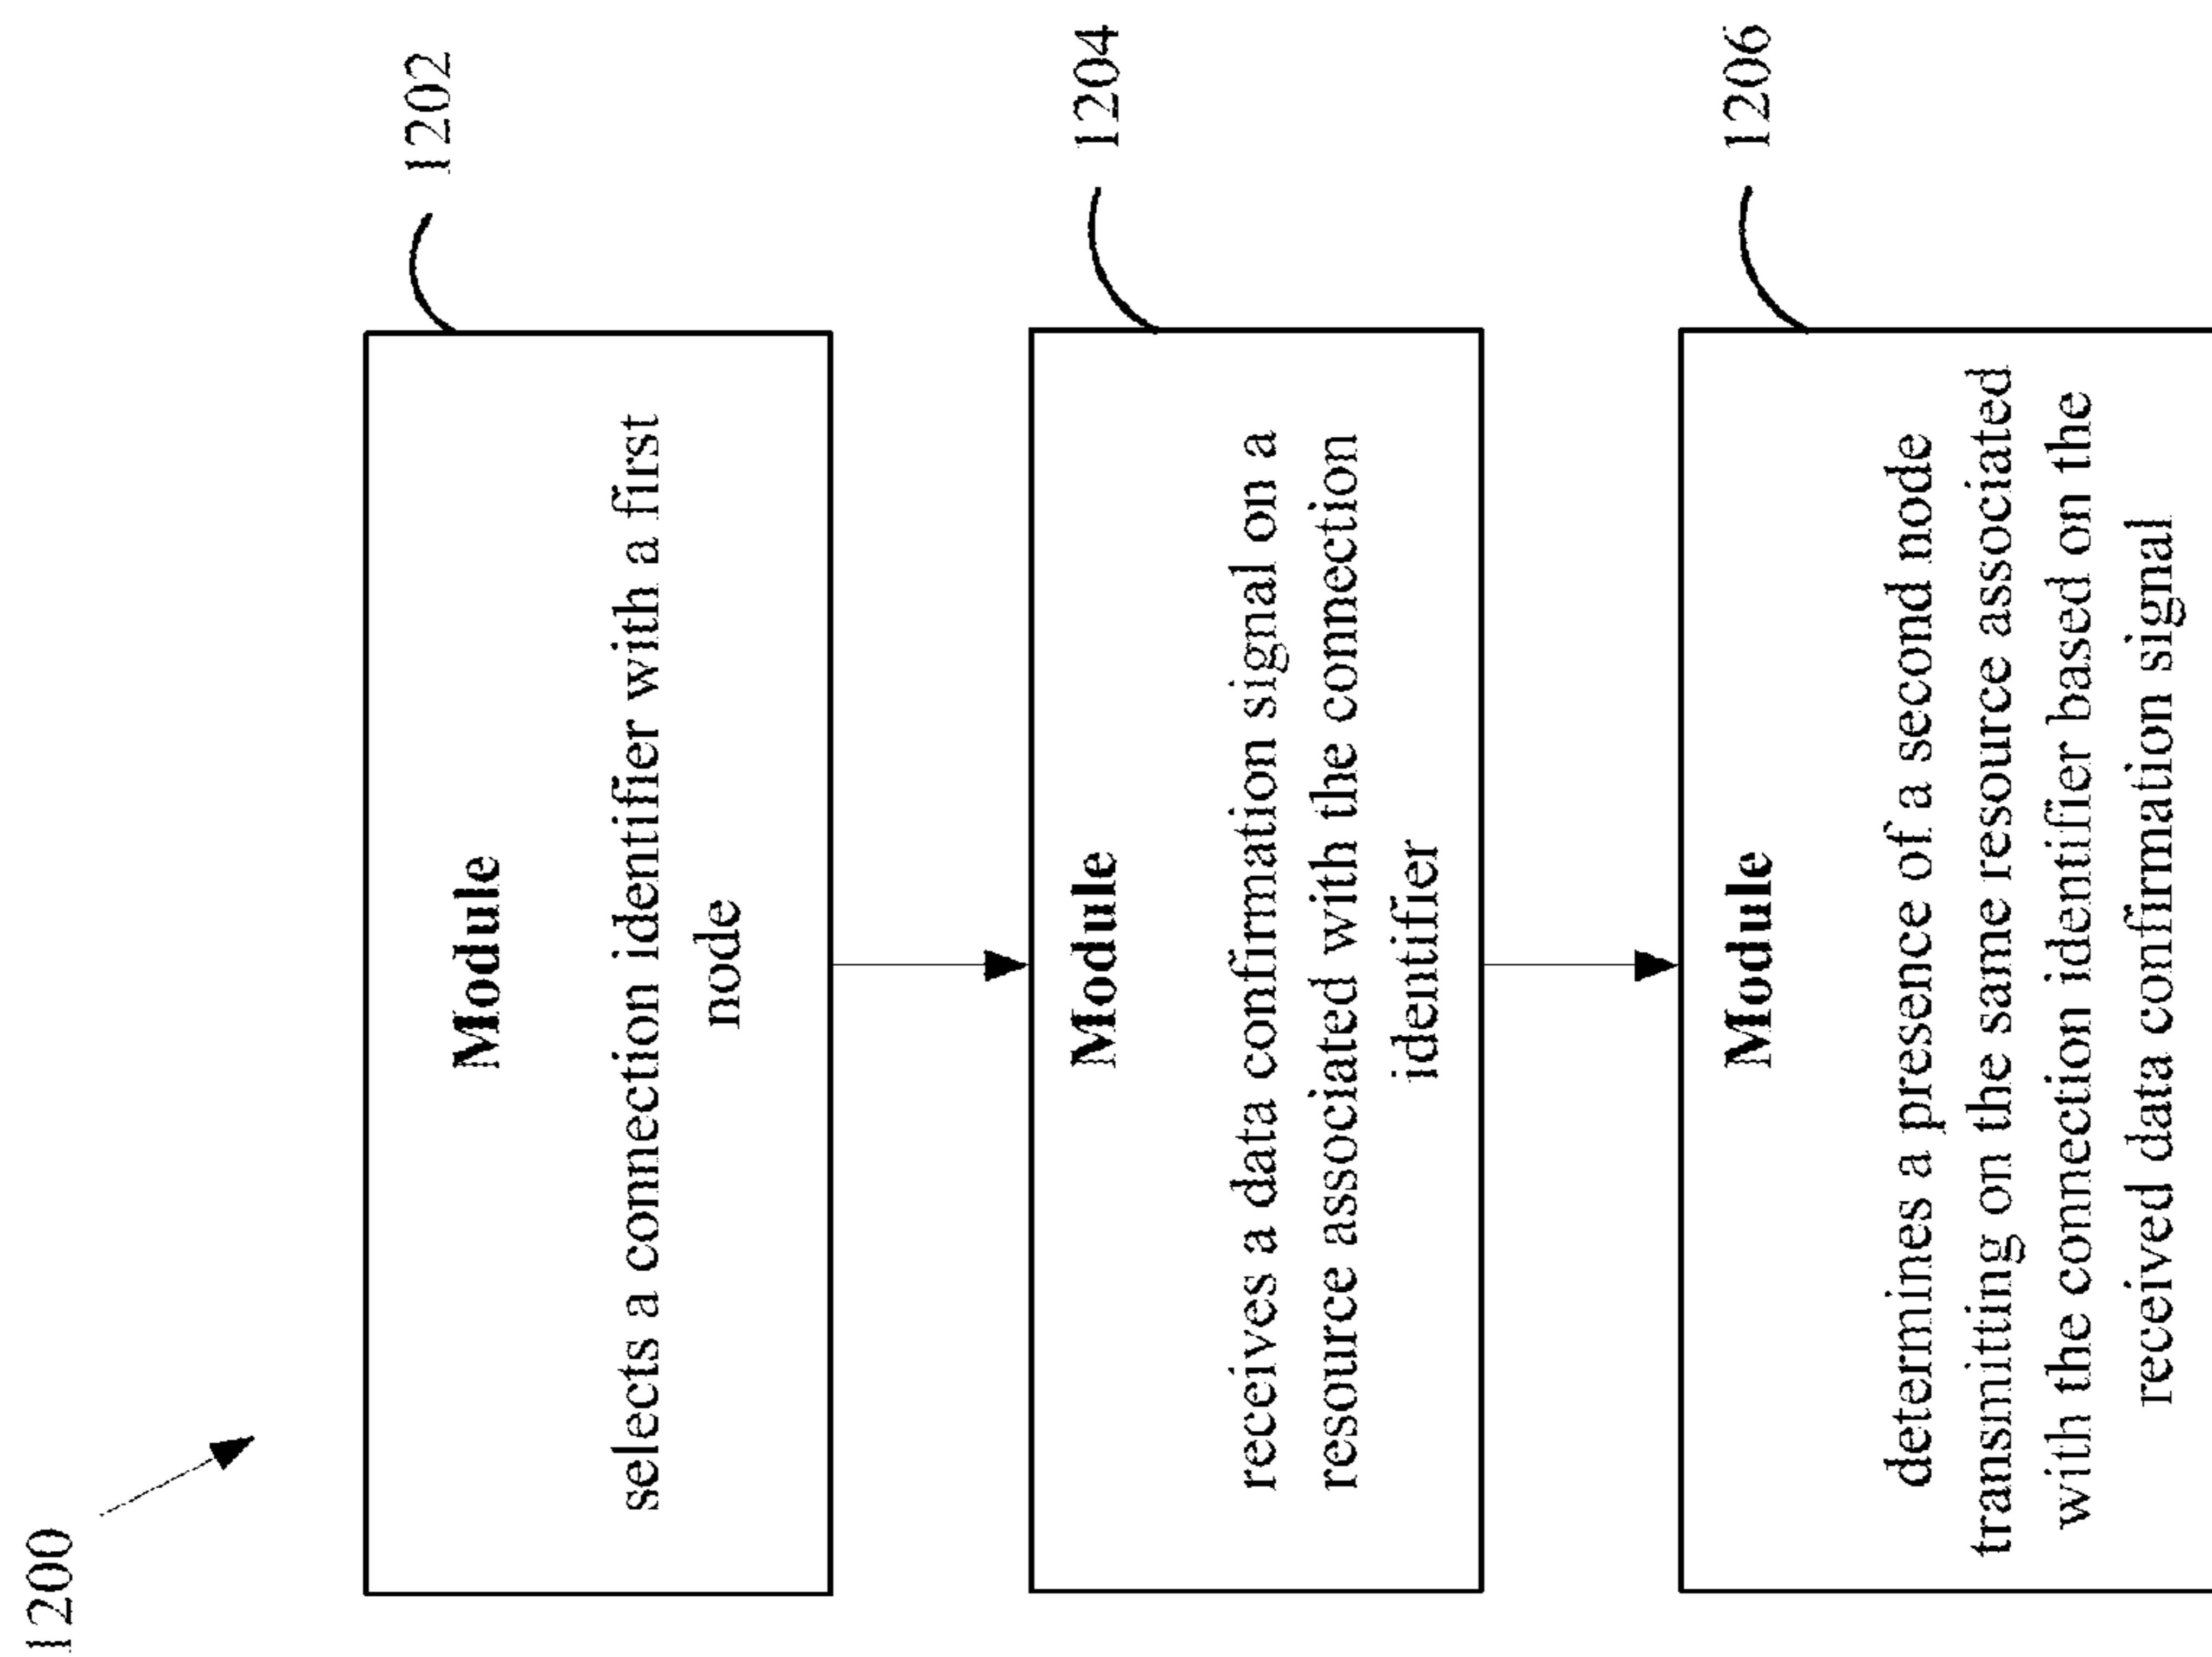 1200
1202
Module
selects a connection identifier with a first
node
1204
Module
receives a data confirmation signal on a
resource associated with the connection
identifier
1206
Module
determines a presence of a second node
transmitting on the same resource associated
with the connection identifier based on the
received data confirmation signal